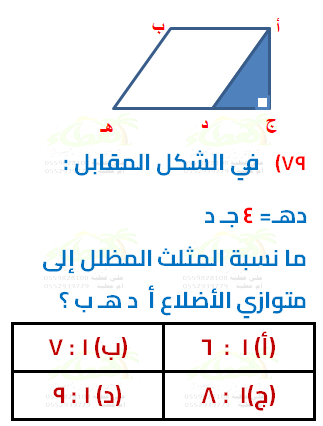 ب أ
هـ د ج
٧٩) في الشكل المقابل :
دهـ= ٤ جـ د
ما نسبة المثلث المظلل إلى
متوازي الأضلاع أ د هـ ب ؟
(أ) ١ : ٦ (ب) ١ : ٧
(ج) ١ : ٨ (د) ١ : ٩